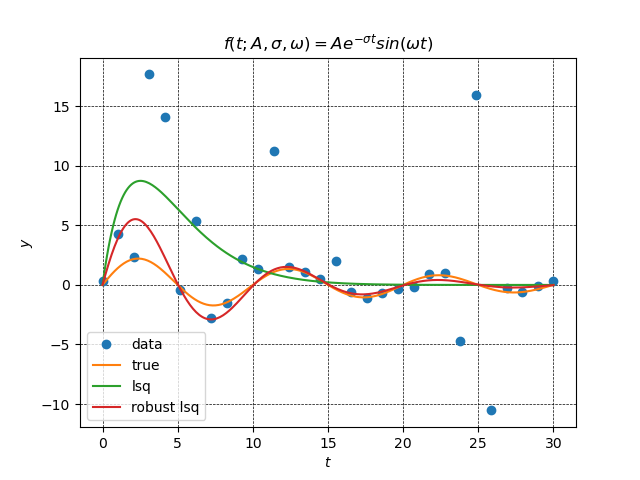 f(t; A, σ, ω) = Ae^{−σt}sin(ωt)
15
10
5
0
−5
−10
y
data
true
lsq
robust lsq
0 5 10 15 20 25 30
t